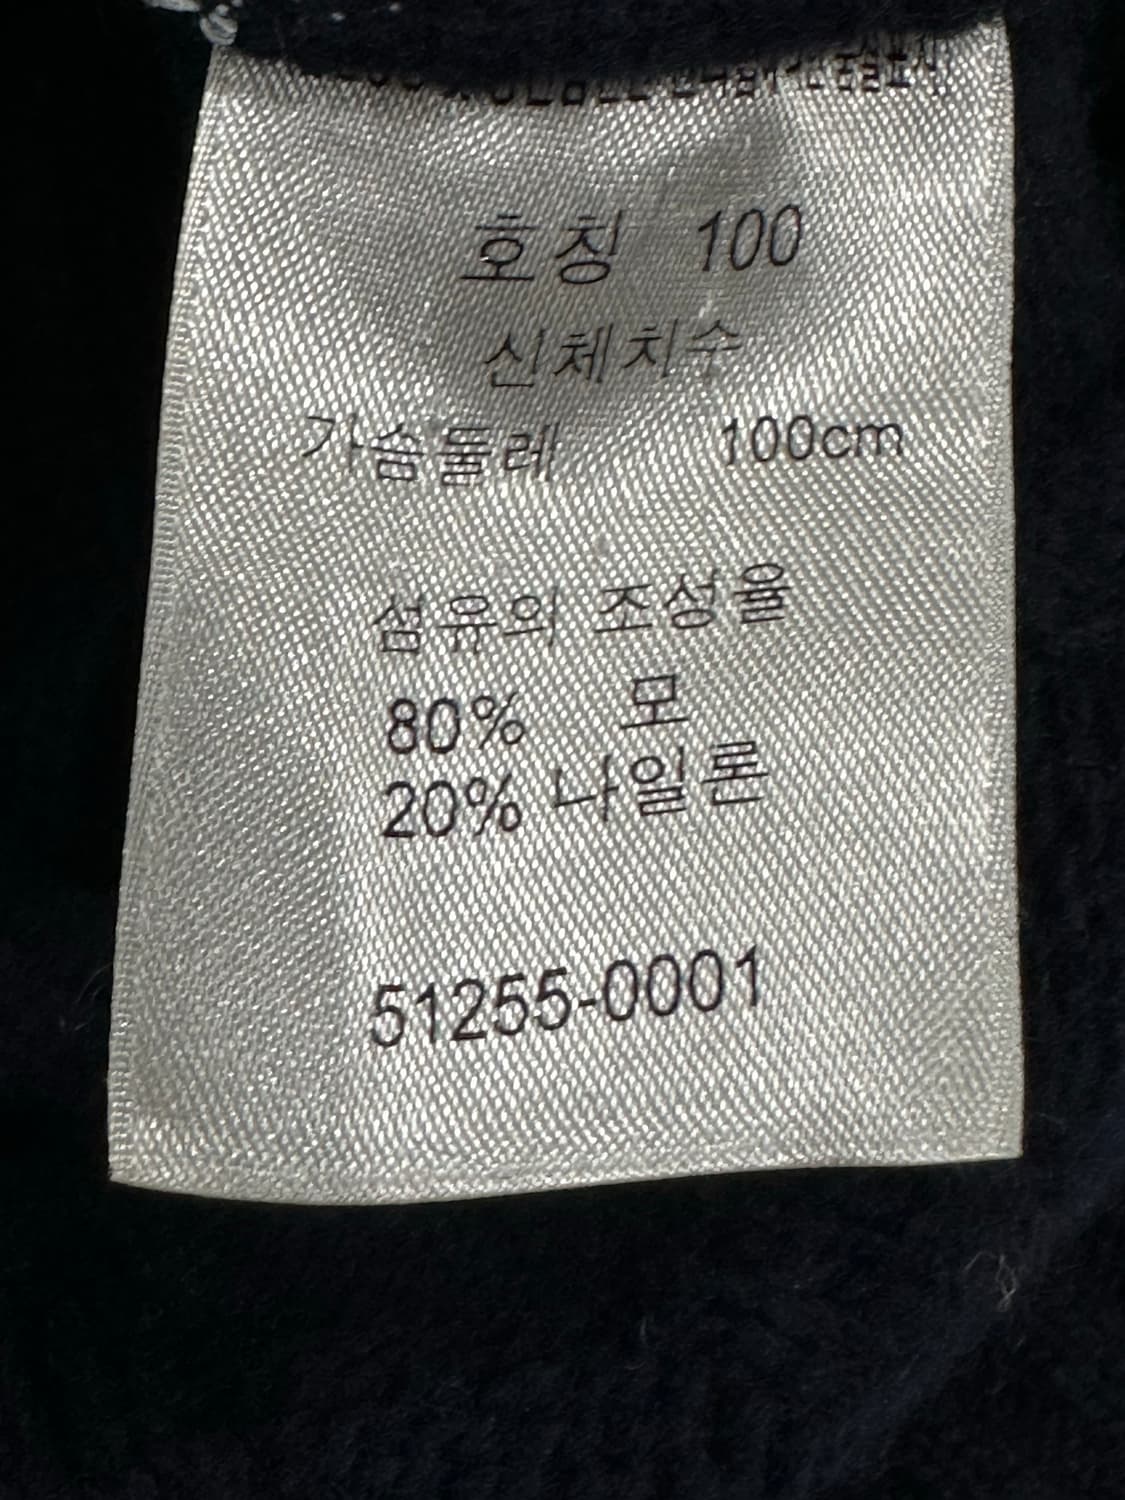 호칭 100
신체치수
가슴둘레 100cm
섬유의 조성율
80% 모
20% 나일론
51255-0001